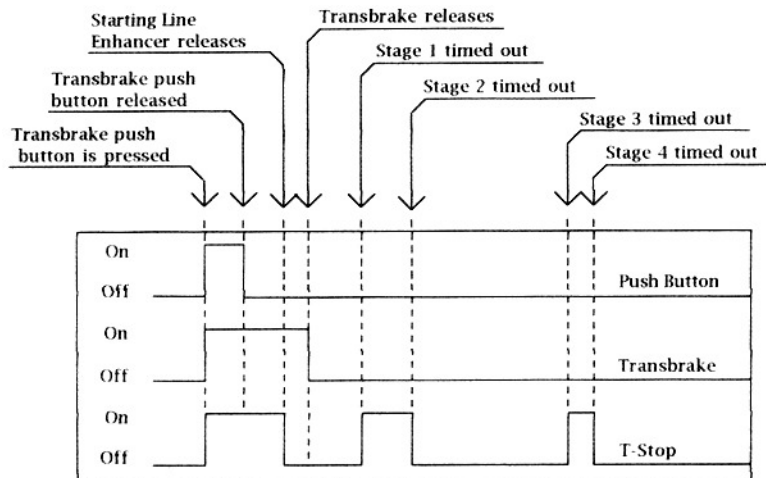 Starting Line
Enhancer releases
Transbrake releases
Stage 1 timed out
Transbrake push
button released
Stage 2 timed out
Transbrake push
button is pressed
Stage 3 timed out
Stage 4 timed out
On
Off
Push Button
On
Off
Transbrake
On
Off
T-Stop